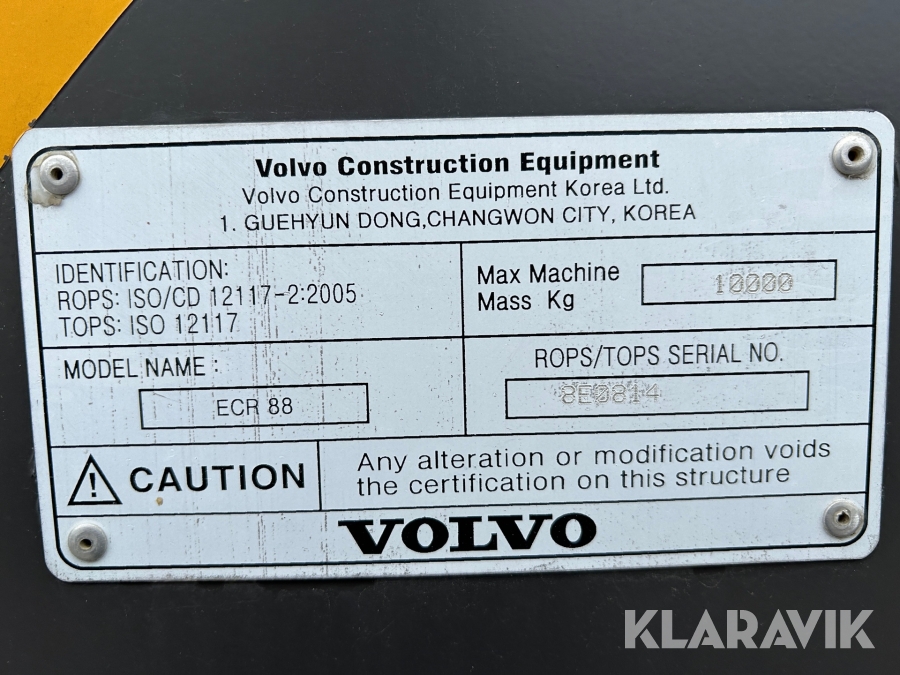 Volvo Construction Equipment
Volvo Construction Equipment Korea Ltd.
1. GUEHYUN DONG,CHANGWON CITY, KOREA
IDENTIFICATION:
ROPS: ISO/CD 12117-2:2005
TOPS: ISO 12117
Max Machine
Mass Kg
10000
MODEL NAME :
ECR 88
ROPS/TOPS SERIAL NO.
8E0814
CAUTION
Any alteration or modification voids
the certification on this structure
VOLVO
KLARAVIK